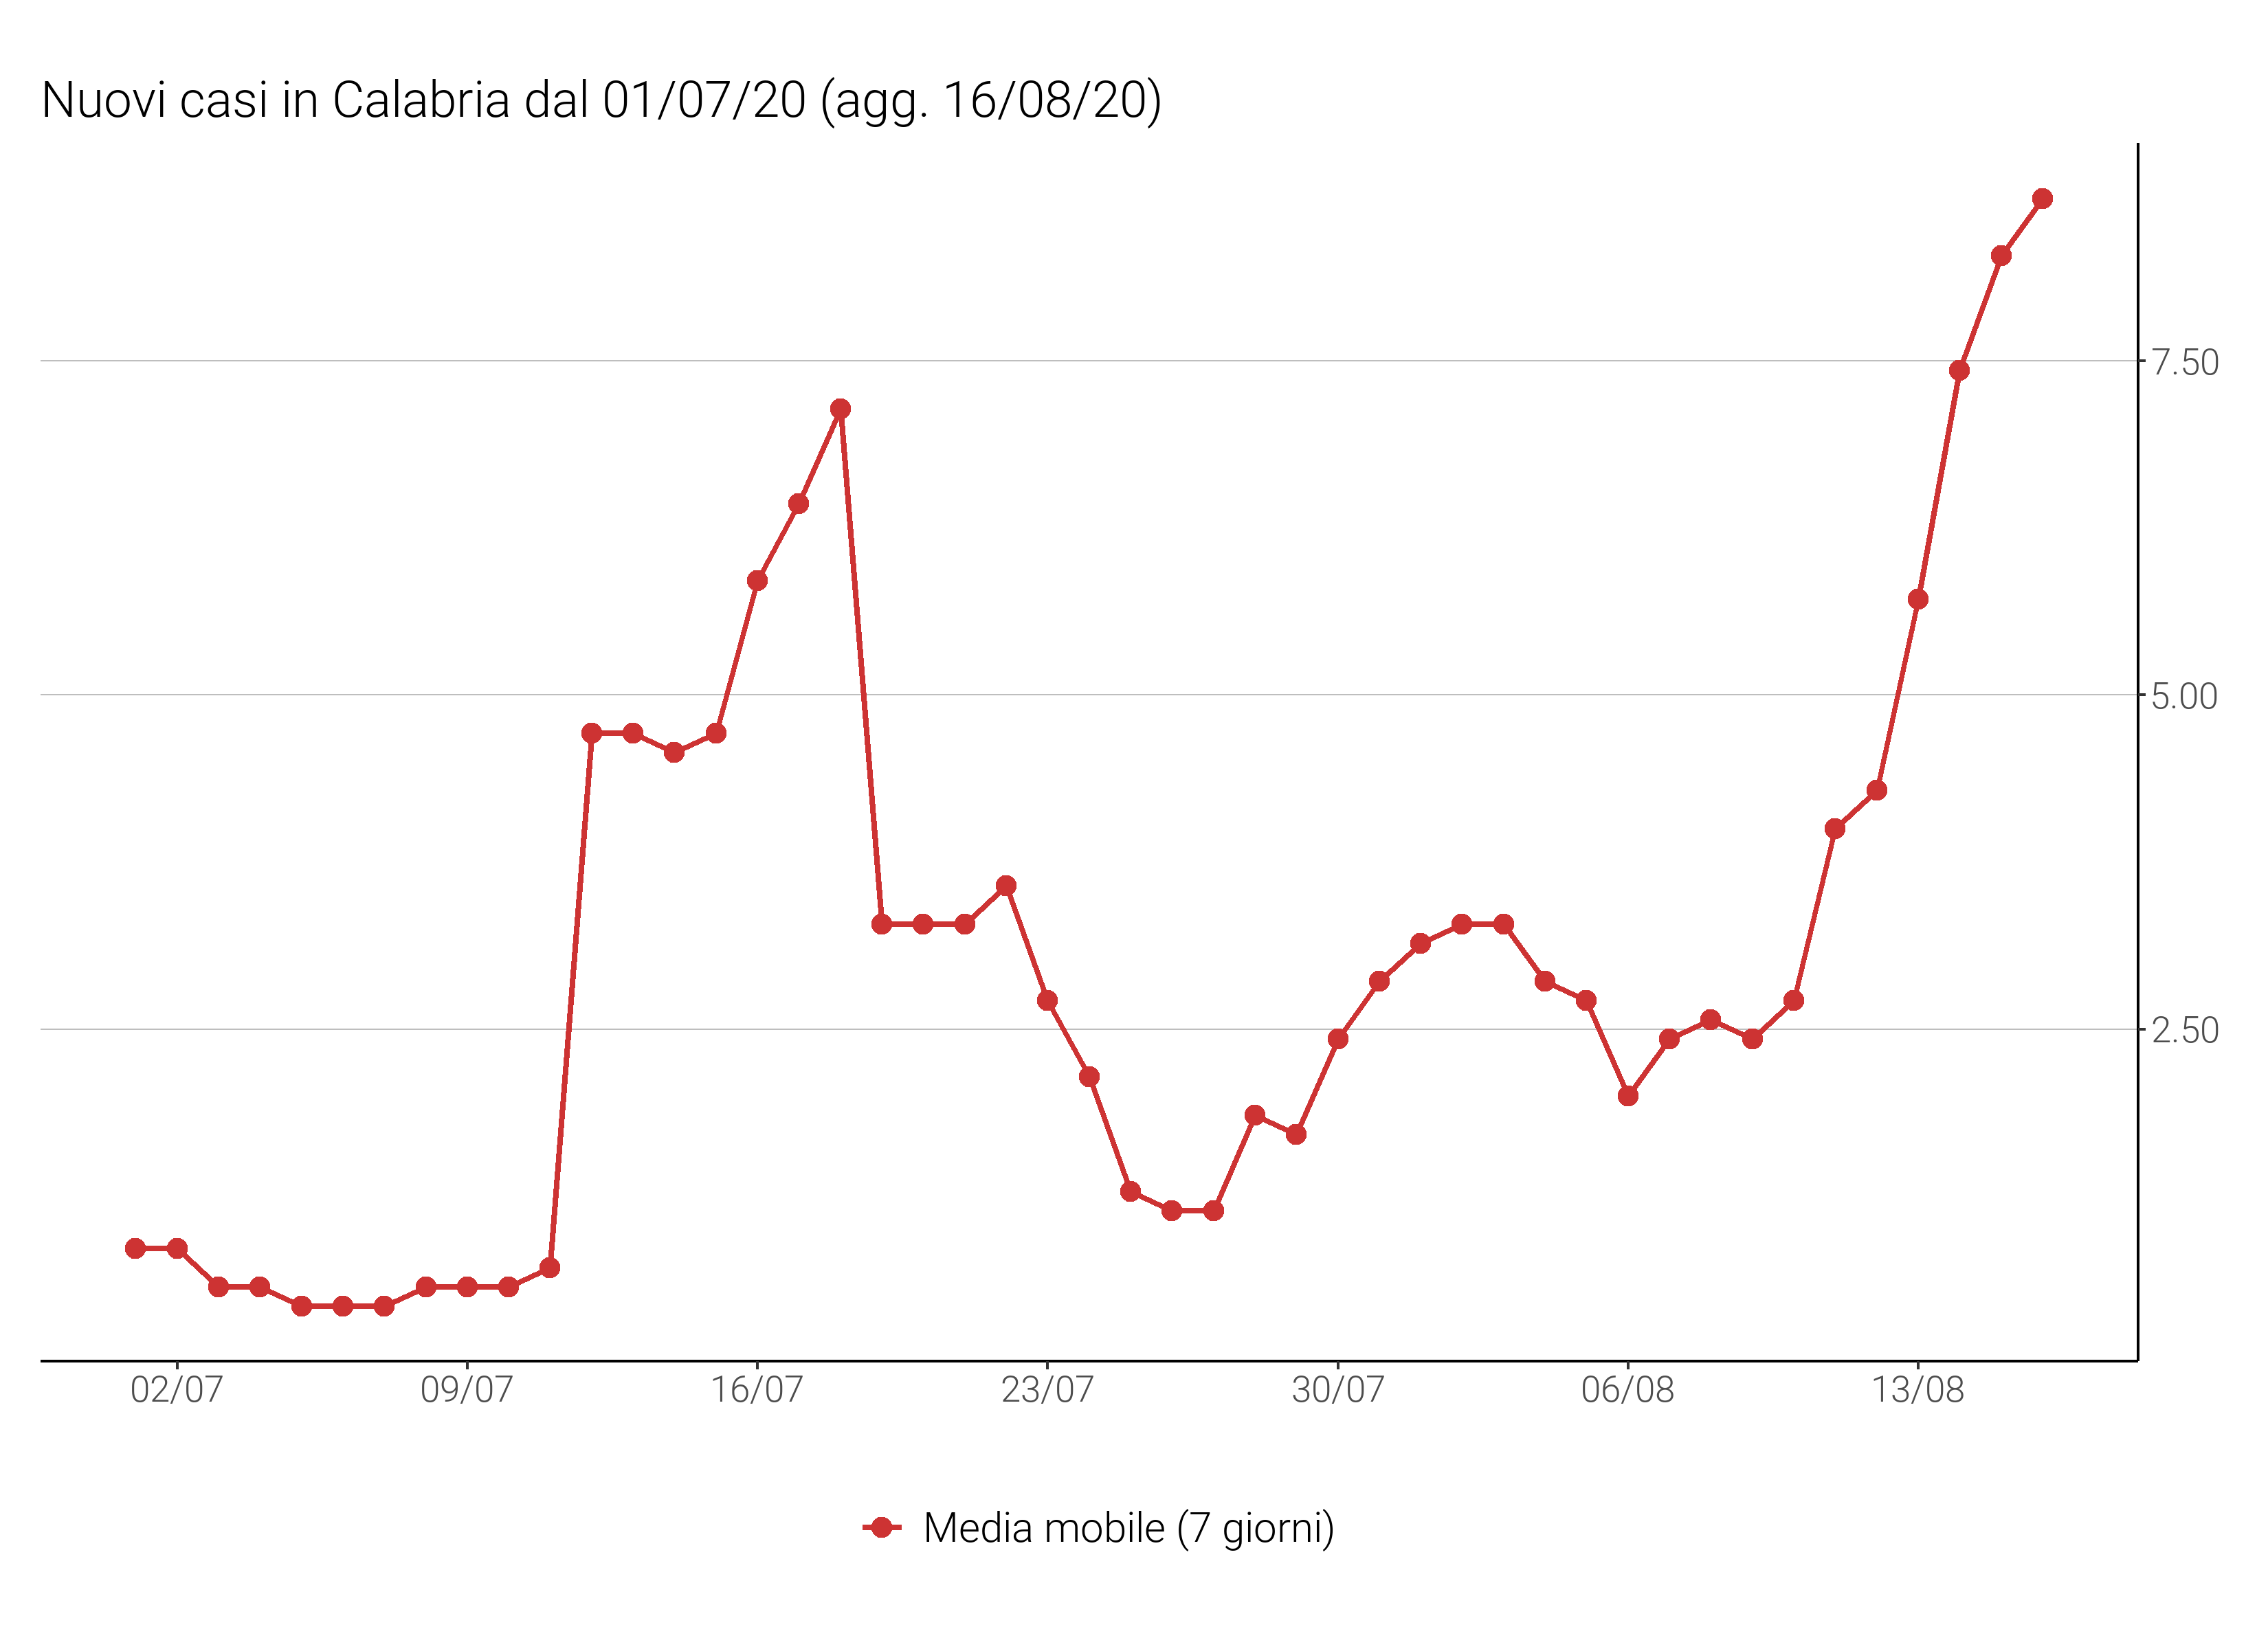 Nuovi casi in Calabria dal 01/07/20 (agg. 16/08/20)
7.50
5.00
2.50
02/07 09/07 16/07 23/07 30/07 06/08 13/08
Media mobile (7 giorni)